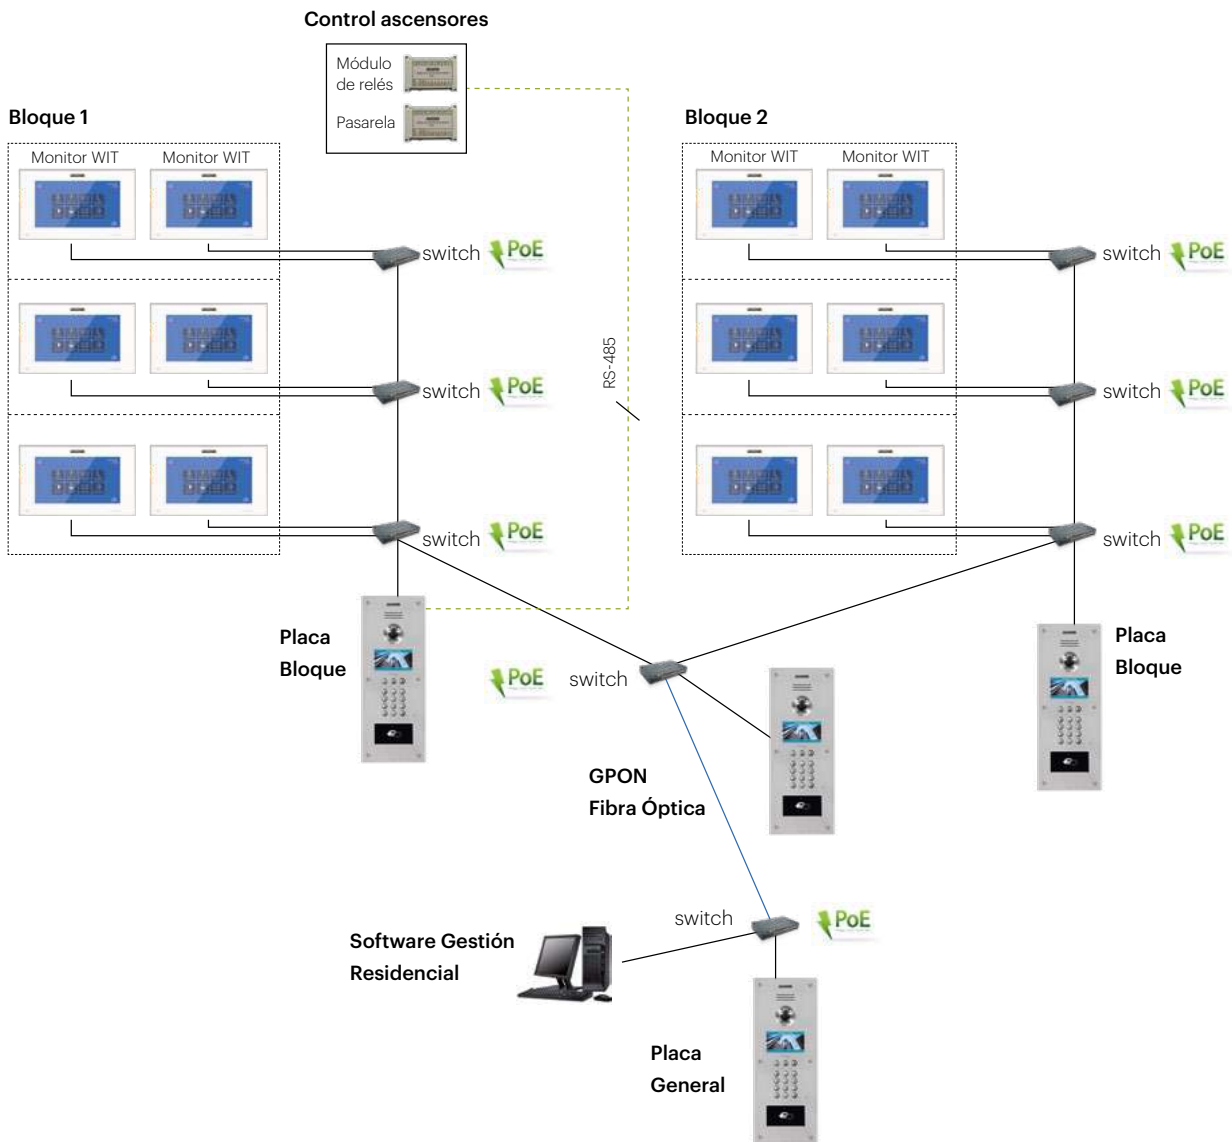 Control ascensores
Módulo
de relés
Pasarela
Bloque 1
Bloque 2
Monitor WIT
Monitor WIT
Monitor WIT
Monitor WIT
switch
PoE
switch
PoE
RS-485
switch
PoE
switch
PoE
switch
PoE
switch
PoE
Placa
Bloque
Placa
Bloque
PoE
switch
GPON
Fibra Óptica
switch
PoE
Software Gestión
Residencial
Placa
General